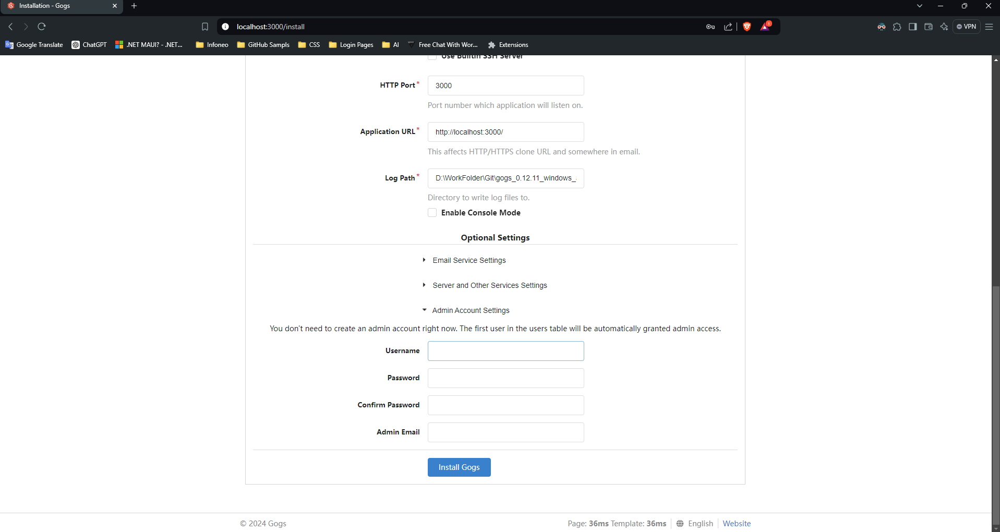 Installation - Gogs
localhost:3000/install
1
VPN
Google Translate
ChatGPT
.NET MAUI? - .NET...
Infoneo
GitHub Sampls
CSS
Login Pages
AI
Free Chat With Wor...
Extensions
Use Builtin SSH Server
HTTP Port*
3000
Port number which application will listen on.
Application URL*
http://localhost:3000/
This affects HTTP/HTTPS clone URL and somewhere in email.
Log Path*
D:\WorkFolder\Git\gogs_0.12.11_windows_
Directory to write log files to.
Enable Console Mode
Optional Settings
Email Service Settings
Server and Other Services Settings
Admin Account Settings
You don't need to create an admin account right now. The first user in the users table will be automatically granted admin access.
Username
Password
Confirm Password
Admin Email
Install Gogs
© 2024 Gogs
Page: 36ms Template: 36ms
English
Website